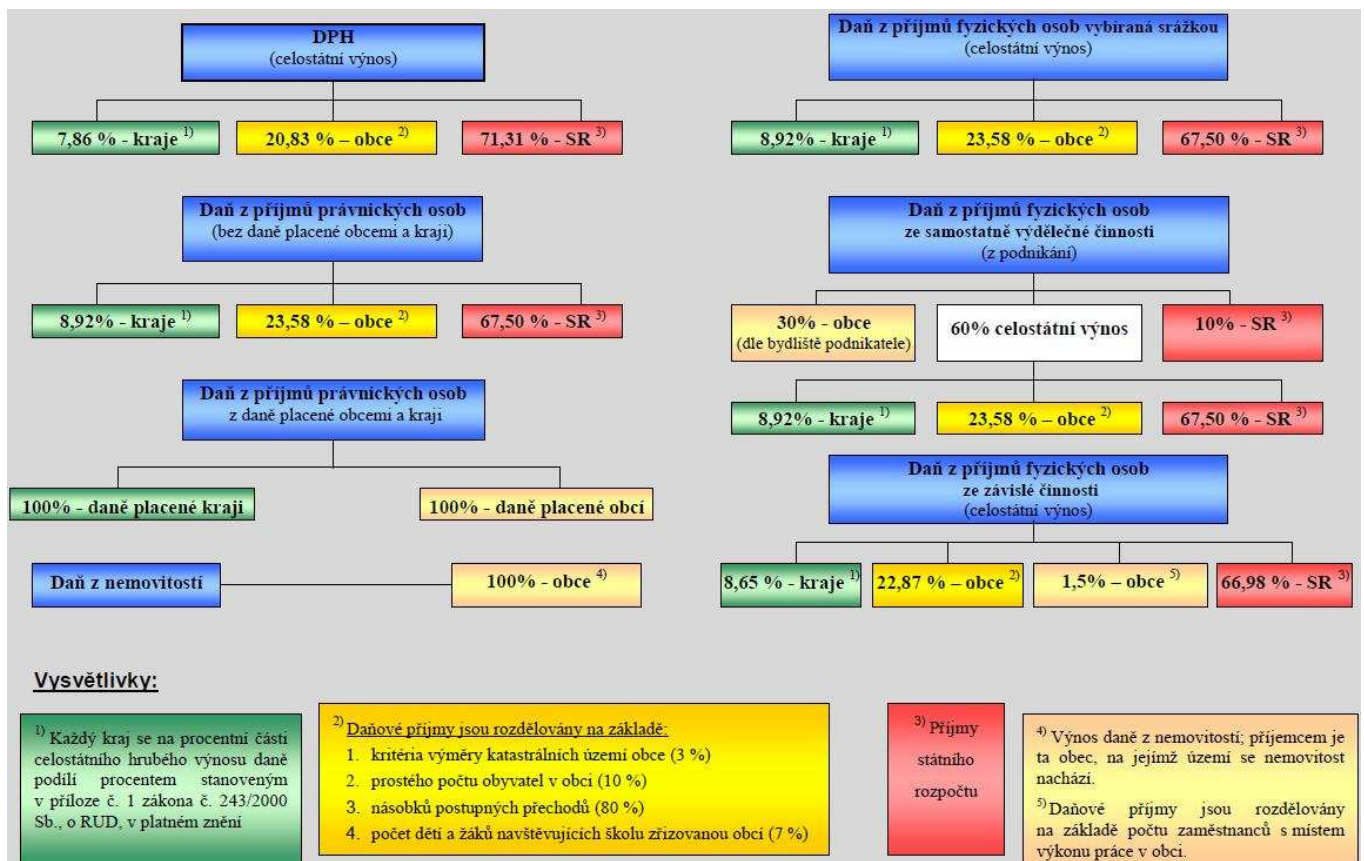 DPH
(celostátní výnos)
7,86 % - kraje 1)
20,83 % – obce 2)
71,31 % - SR 3)
Daň z příjmů právnických osob
(bez daně placené obcemi a kraji)
8,92% - kraje 1)
23,58 % – obce 2)
67,50 % - SR 3)
Daň z příjmů právnických osob
z daně placené obcemi a kraji
100% - daně placené kraji
100% - daně placené obcí
Daň z nemovitostí
100% - obce 4)
Daň z příjmů fyzických osob vybíraná srážkou
(celostátní výnos)
8,92% - kraje 1)
23,58 % – obce 2)
67,50 % - SR 3)
Daň z příjmů fyzických osob
ze samostatně výdělečné činnosti
(z podnikání)
30% - obce
(dle bydliště podnikatele)
60% celostátní výnos
10% - SR 3)
8,92% - kraje 1)
23,58 % – obce 2)
67,50 % - SR 3)
Daň z příjmů fyzických osob
ze závislé činnosti
(celostátní výnos)
8,65 % - kraje 1)
22,87 % – obce 2)
1,5% – obce 5)
66,98 % - SR 3)
Vysvětlivky:
1) Každý kraj se na procentní části
celostátního hrubého výnosu daně
podílí procentem stanoveným
v příloze č. 1 zákona č. 243/2000
Sb., o RUD, v platném znění
2) Daňové příjmy jsou rozdělovány na základě:
1. kritéria výměry katastrálních území obce (3 %)
2. prostého počtu obyvatel v obci (10 %)
3. násobků postupných přechodů (80 %)
4. počet dětí a žáků navštěvujících školu zřizovanou obcí (7 %)
3) Příjmy
státního
rozpočtu
4) Výnos daně z nemovitostí; příjemcem je
ta obec, na jejímž území se nemovitost
nachází.
5) Daňové příjmy jsou rozdělovány
na základě počtu zaměstnanců s místem
výkonu práce v obci.